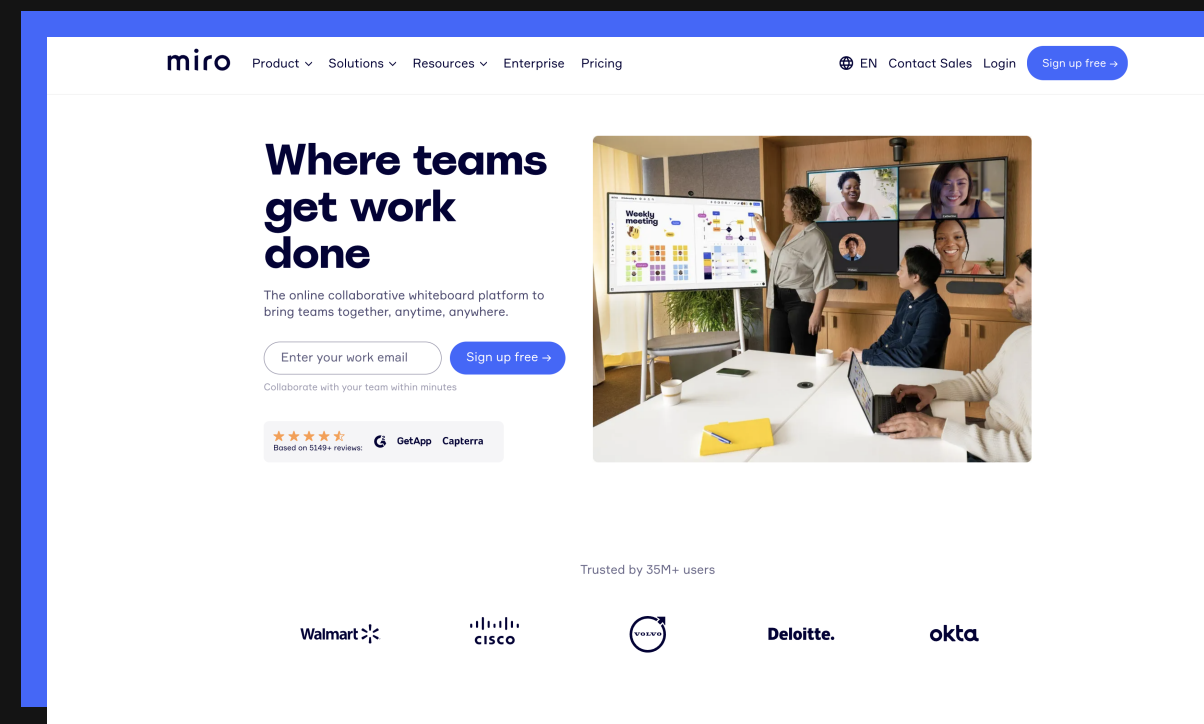 miro
Product
Solutions
Resources
Enterprise
Pricing
EN
Contact Sales
Login
Sign up free →
Where teams
get work
done
The online collaborative whiteboard platform to
bring teams together, anytime, anywhere.
Enter your work email
Sign up free →
Collaborate with your team within minutes
Based on 5149+ reviews:
GetApp
Capterra
Weekly
meeting
Trusted by 35M+ users
Walmart
CISCO
VOLVO
Deloitte.
okta